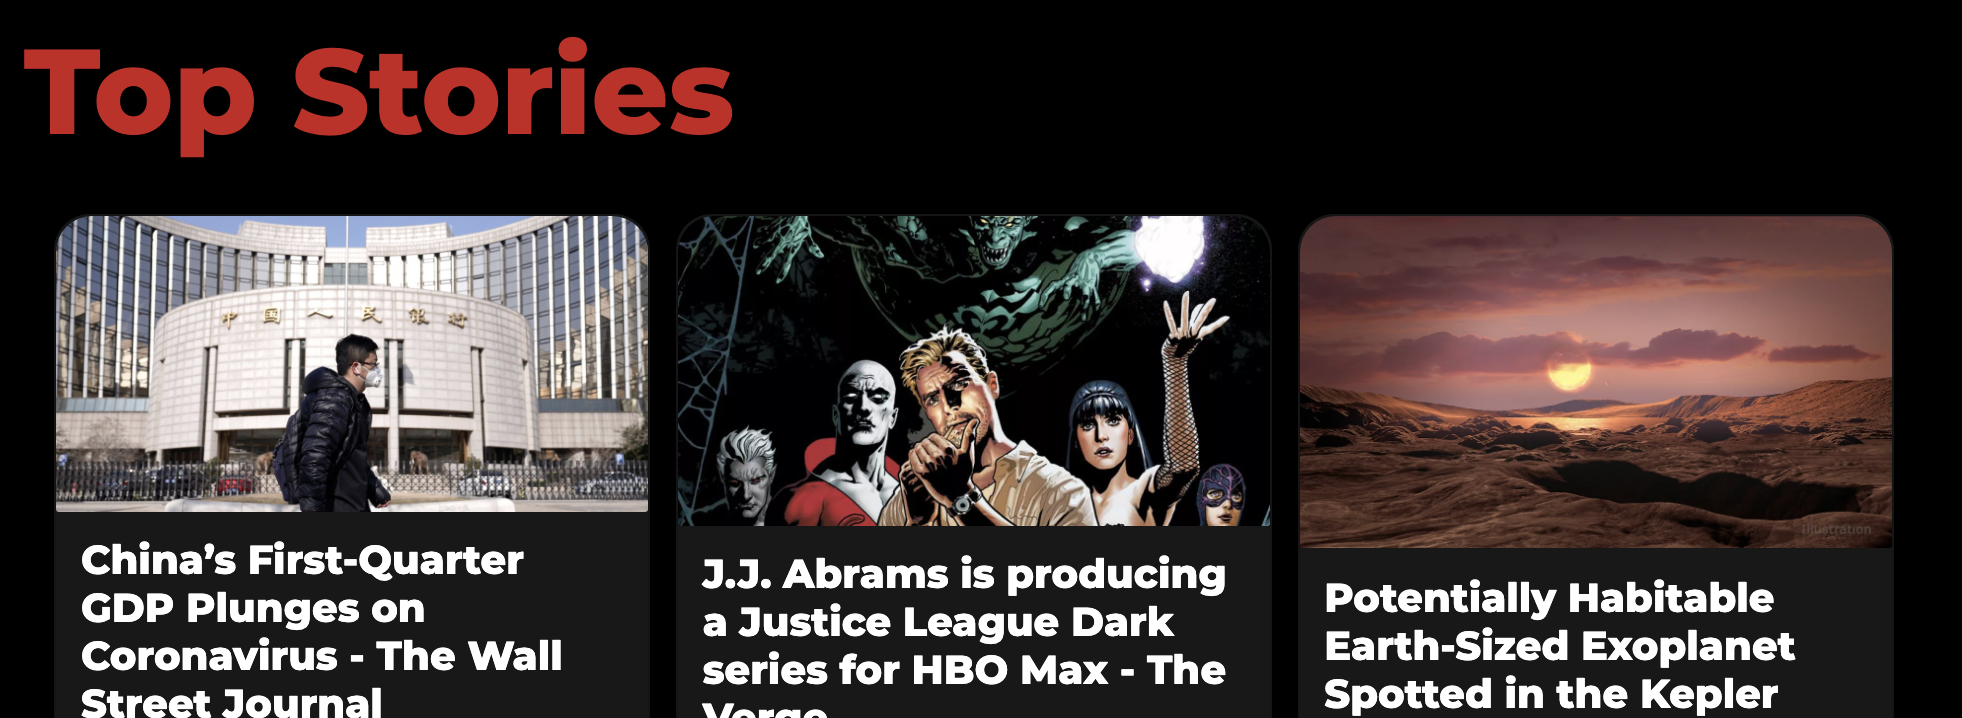 Top Stories
中国人民银行
China’s First-Quarter
GDP Plunges on
Coronavirus - The Wall
Street Journal
J.J. Abrams is producing
a Justice League Dark
series for HBO Max - The
Verge
Illustration
Potentially Habitable
Earth-Sized Exoplanet
Spotted in the Kepler